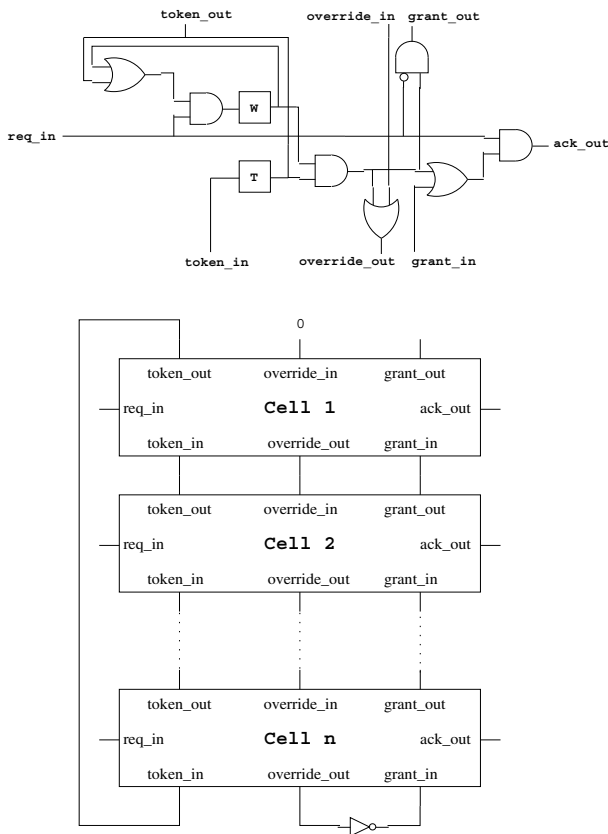 token_out override_in grant_out
W
req_in
ack_out
T
token_in override_out grant_in
0
token_out override_in grant_out
req_in Cell 1 ack_out
token_in override_out grant_in
token_out override_in grant_out
req_in Cell 2 ack_out
token_in override_out grant_in
token_out override_in grant_out
req_in Cell n ack_out
token_in override_out grant_in